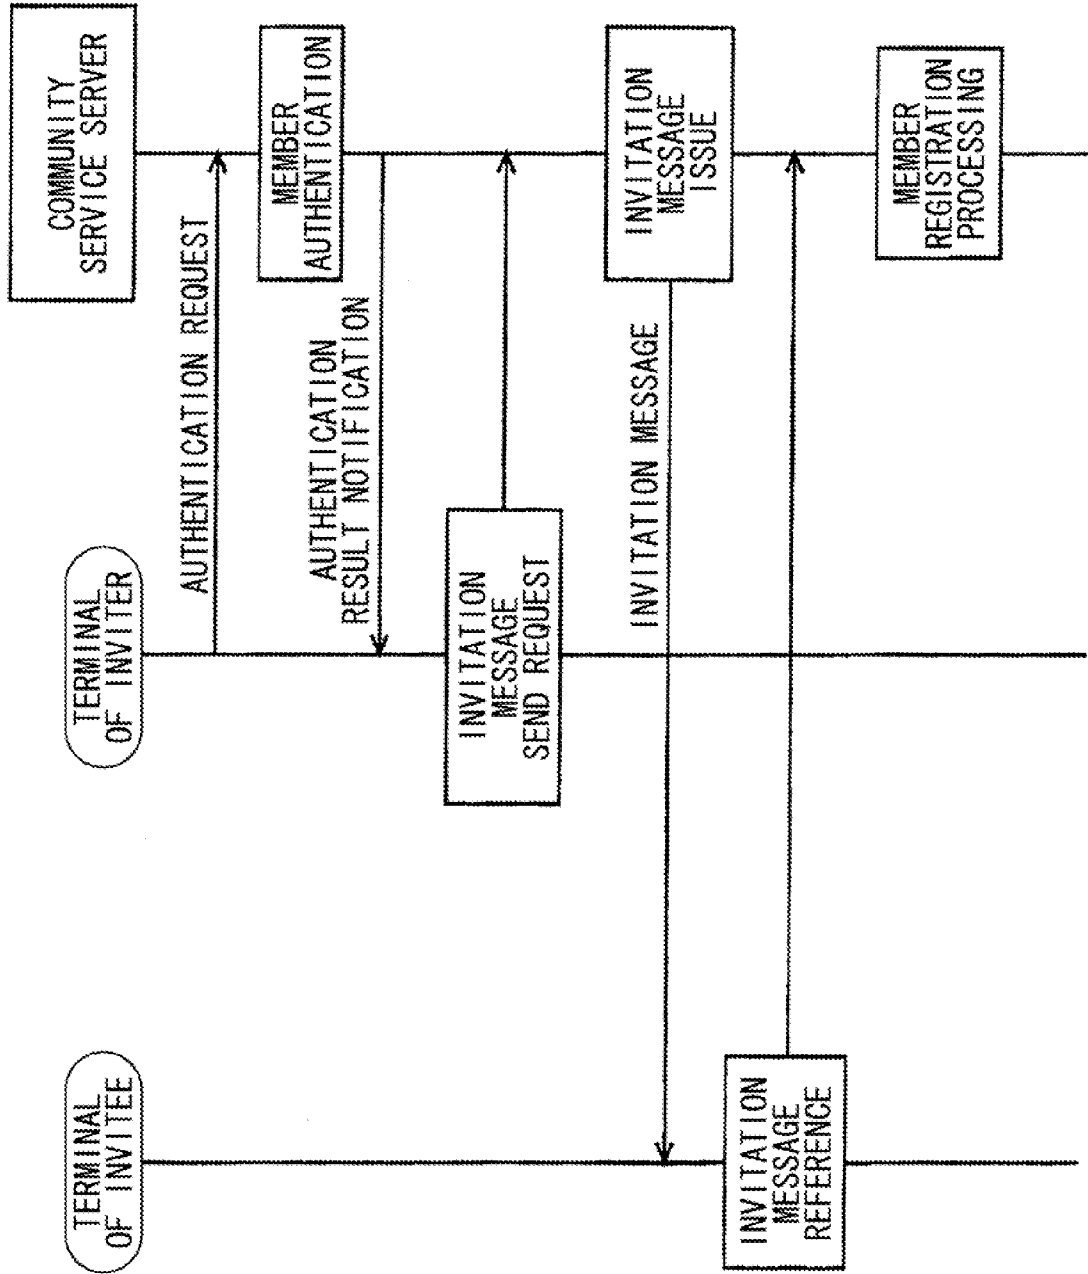 TERMINAL
OF INVITEE
TERMINAL
OF INVITER
COMMUNITY
SERVICE SERVER
AUTHENTICATION REQUEST
MEMBER
AUTHENTICATION
AUTHENTICATION
RESULT NOTIFICATION
INVITATION
MESSAGE
SEND REQUEST
INVITATION
MESSAGE
ISSUE
INVITATION MESSAGE
INVITATION
MESSAGE
REFERENCE
MEMBER
REGISTRATION
PROCESSING